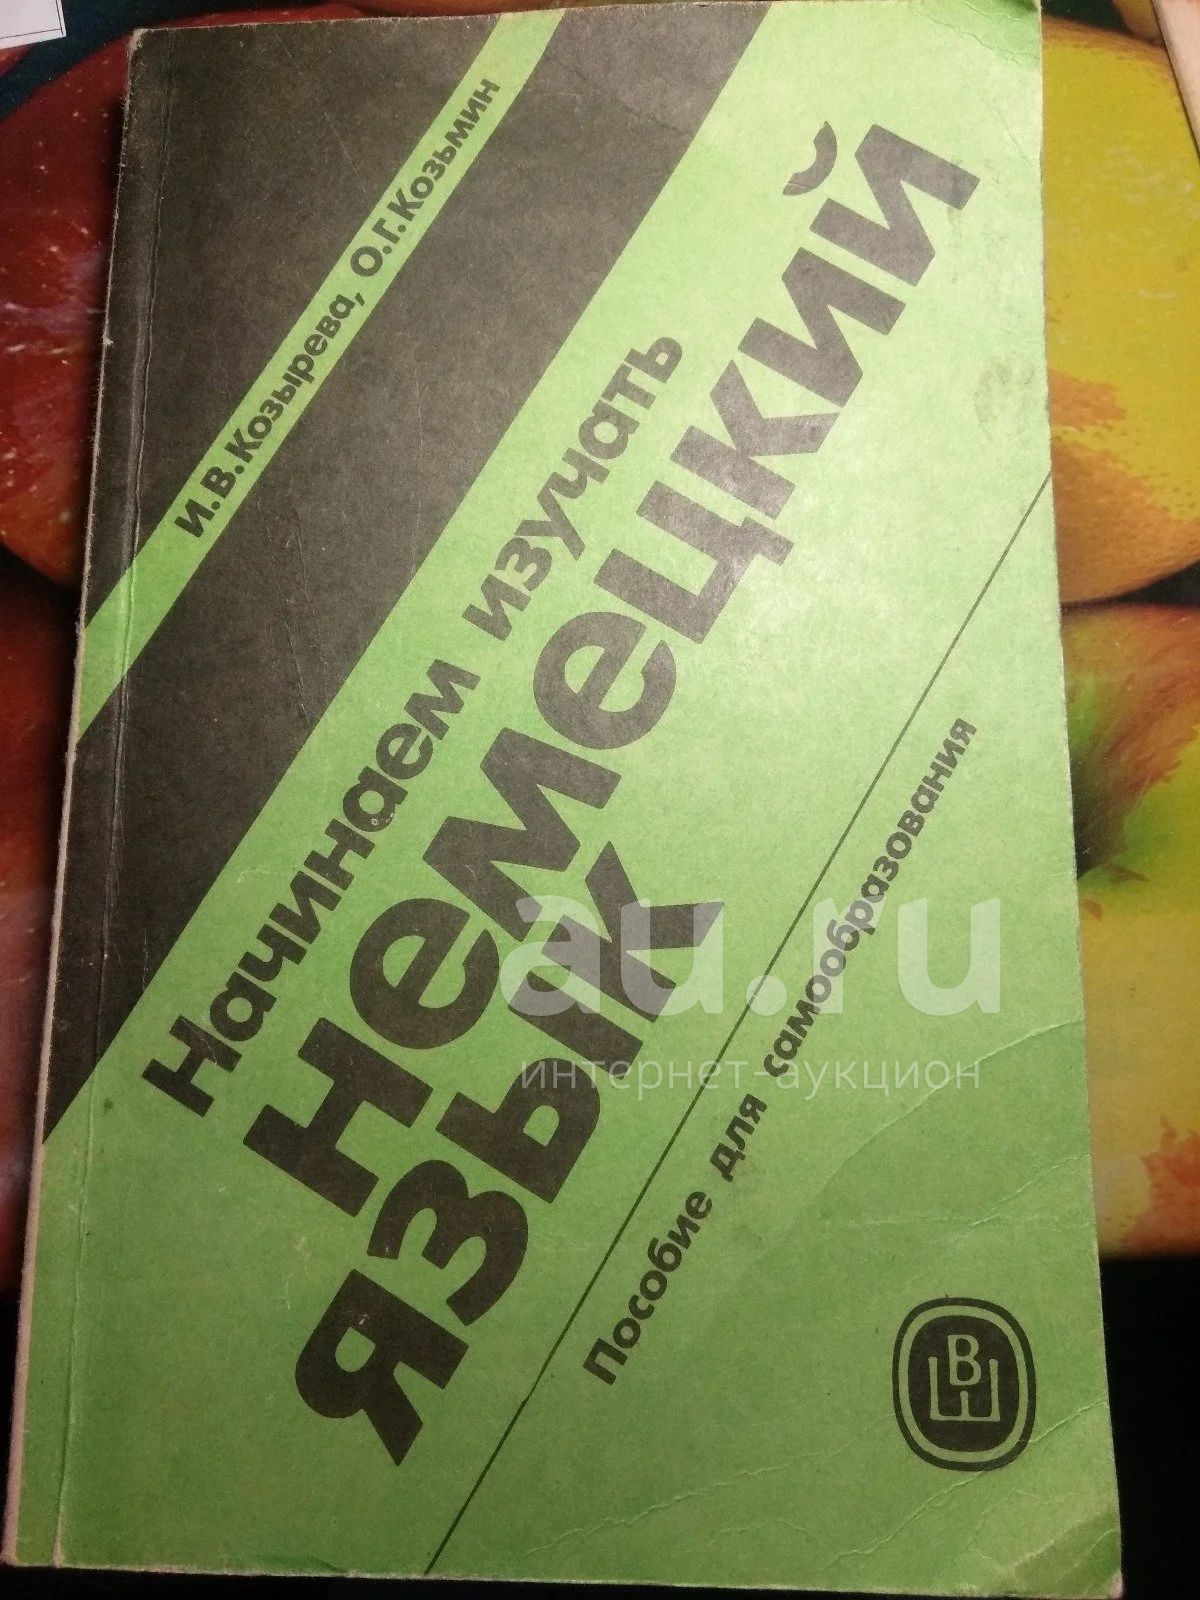 И.В.Козырева, О.Г.Козьмин
Начинаем изучать
немецкий
язык
Пособие для самообразования
ВШ
au.ru
интернет-аукцион